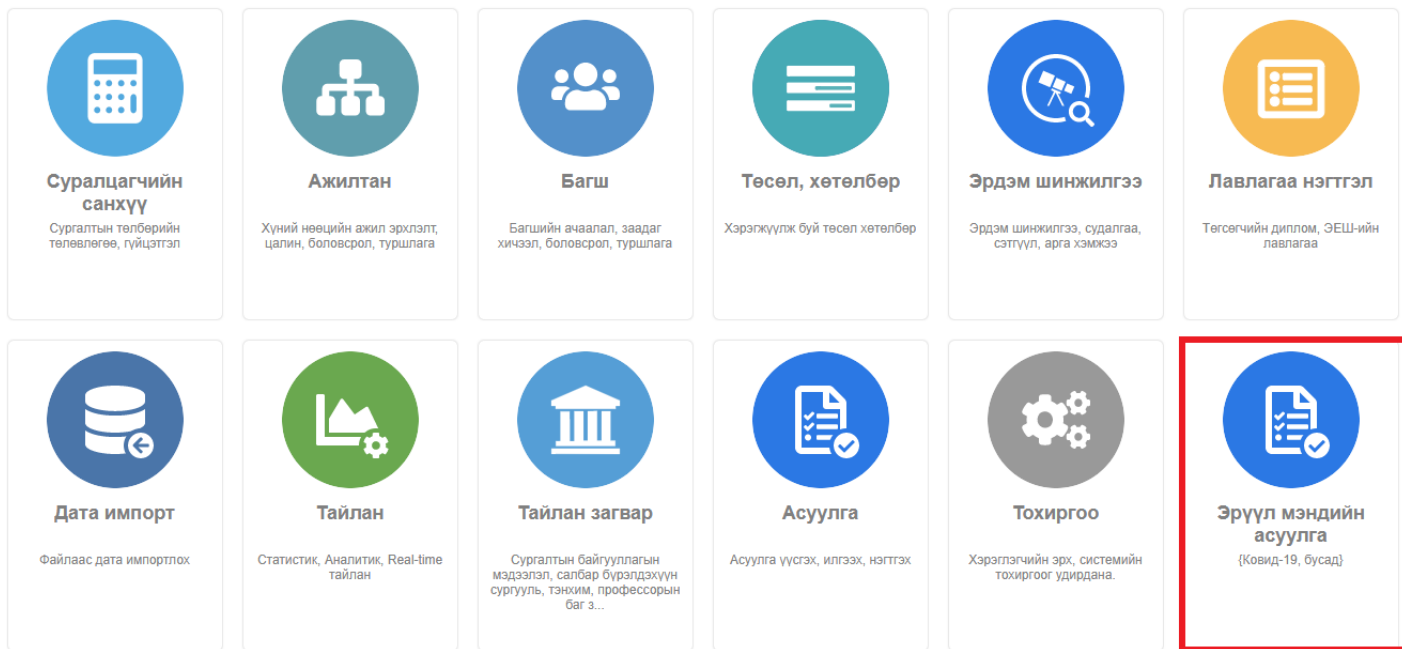 Суралцагчийн
санхүү
Сургалтын төлбөрийн
төлөвлөгөө, гүйцэтгэл
Ажилтан
Хүний нөөцийн ажил эрхлэлт,
цалин, боловсрол, туршлага
Багш
Багшийн ачаалал, заадаг
хичээл, боловсрол, туршлага
Төсөл, хөтөлбөр
Хэрэгжүүлж буй төсөл хөтөлбөр
Эрдэм шинжилгээ
Эрдэм шинжилгээ, судалгаа,
сэтгүүл, арга хэмжээ
Лавлагаа нэгтгэл
Төгсөгчийн диплом, ЭЕШ-ийн
лавлагаа
Дата импорт
Файлаас дата импортлох
Тайлан
Статистик, Аналитик, Real-time
тайлан
Тайлан загвар
Сургалтын байгууллагын
мэдээлэл, салбар бүрэлдэхүүн
сургууль, тэнхим, профессорын
баг з...
Асуулга
Асуулга үүсгэх, илгээх, нэгтгэх
Тохиргоо
Хэрэглэгчийн эрх, системийн
тохиргоог удирдана.
Эрүүл мэндийн
асуулга
{Ковид-19, бусад}